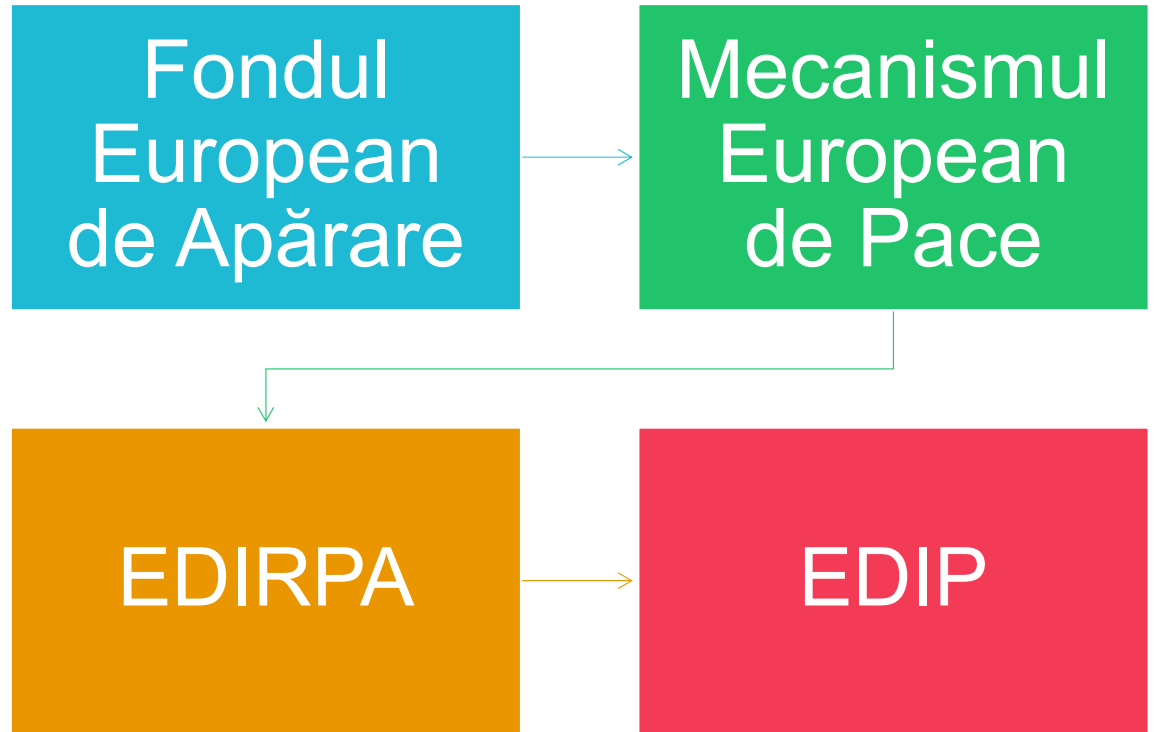 Fondul
European
de Apărare
Mecanismul
European
de Pace
EDIRPA
EDIP